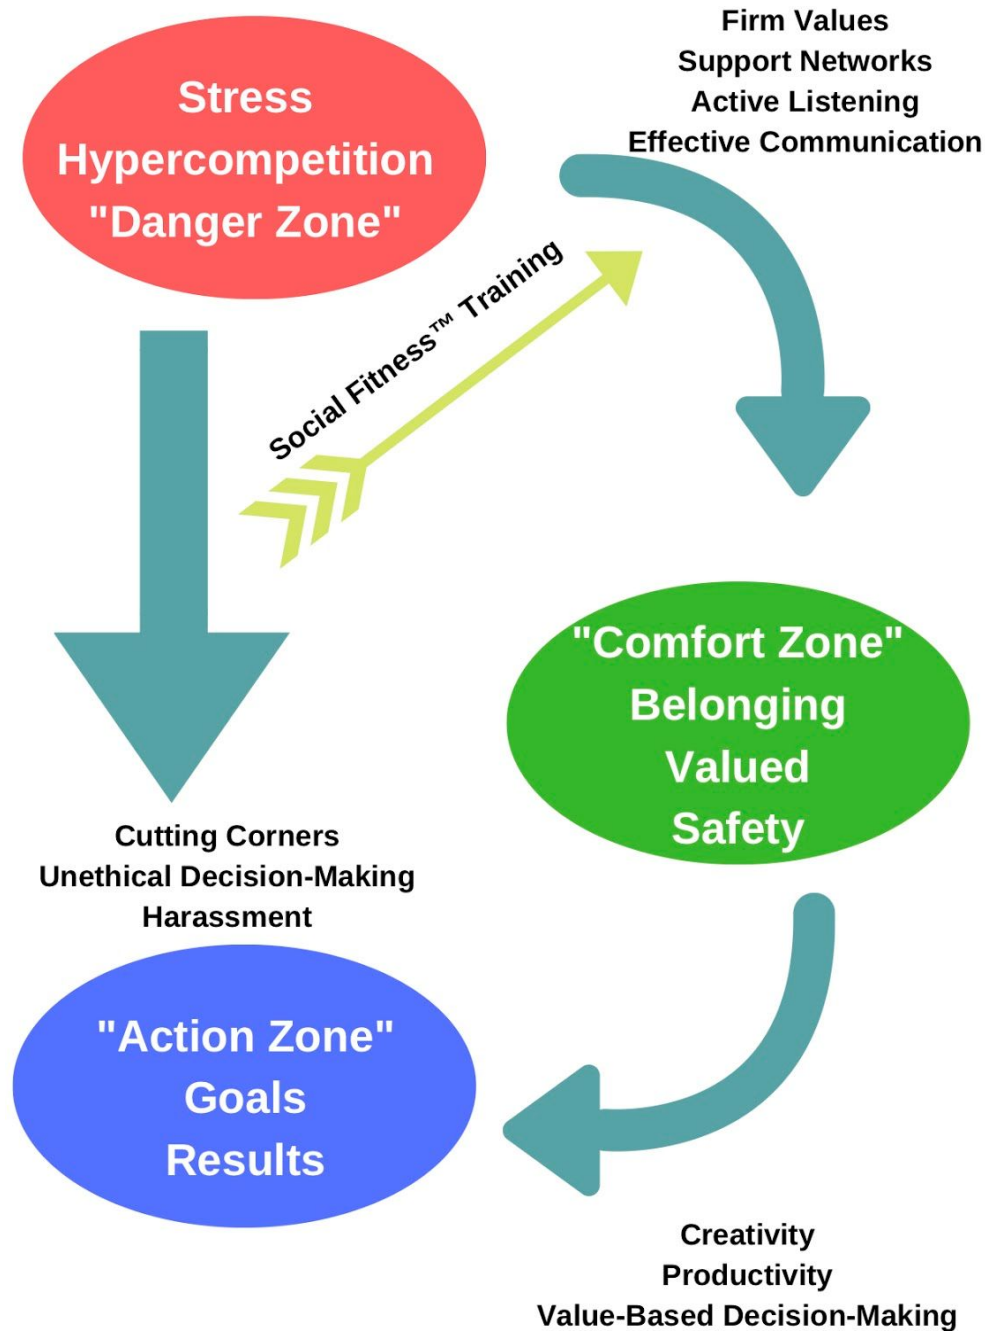 Firm Values
Support Networks
Active Listening
Effective Communication
Stress
Hypercompetition
"Danger Zone"
Social Fitness™ Training
"Comfort Zone"
Belonging
Valued
Safety
Cutting Corners
Unethical Decision-Making
Harassment
"Action Zone"
Goals
Results
Creativity
Productivity
Value-Based Decision-Making